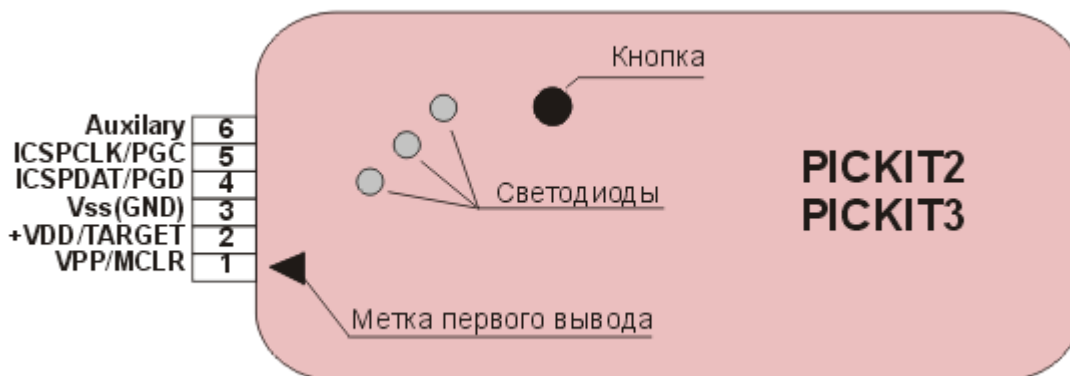 Кнопка
Auxilary 6
ICSPCLK/PGC 5
ICSPDAT/PGD 4
Vss(GND) 3
+VDD/TARGET 2
VPP/MCLR 1
Светодиоды
PICKIT2
PICKIT3
Метка первого вывода